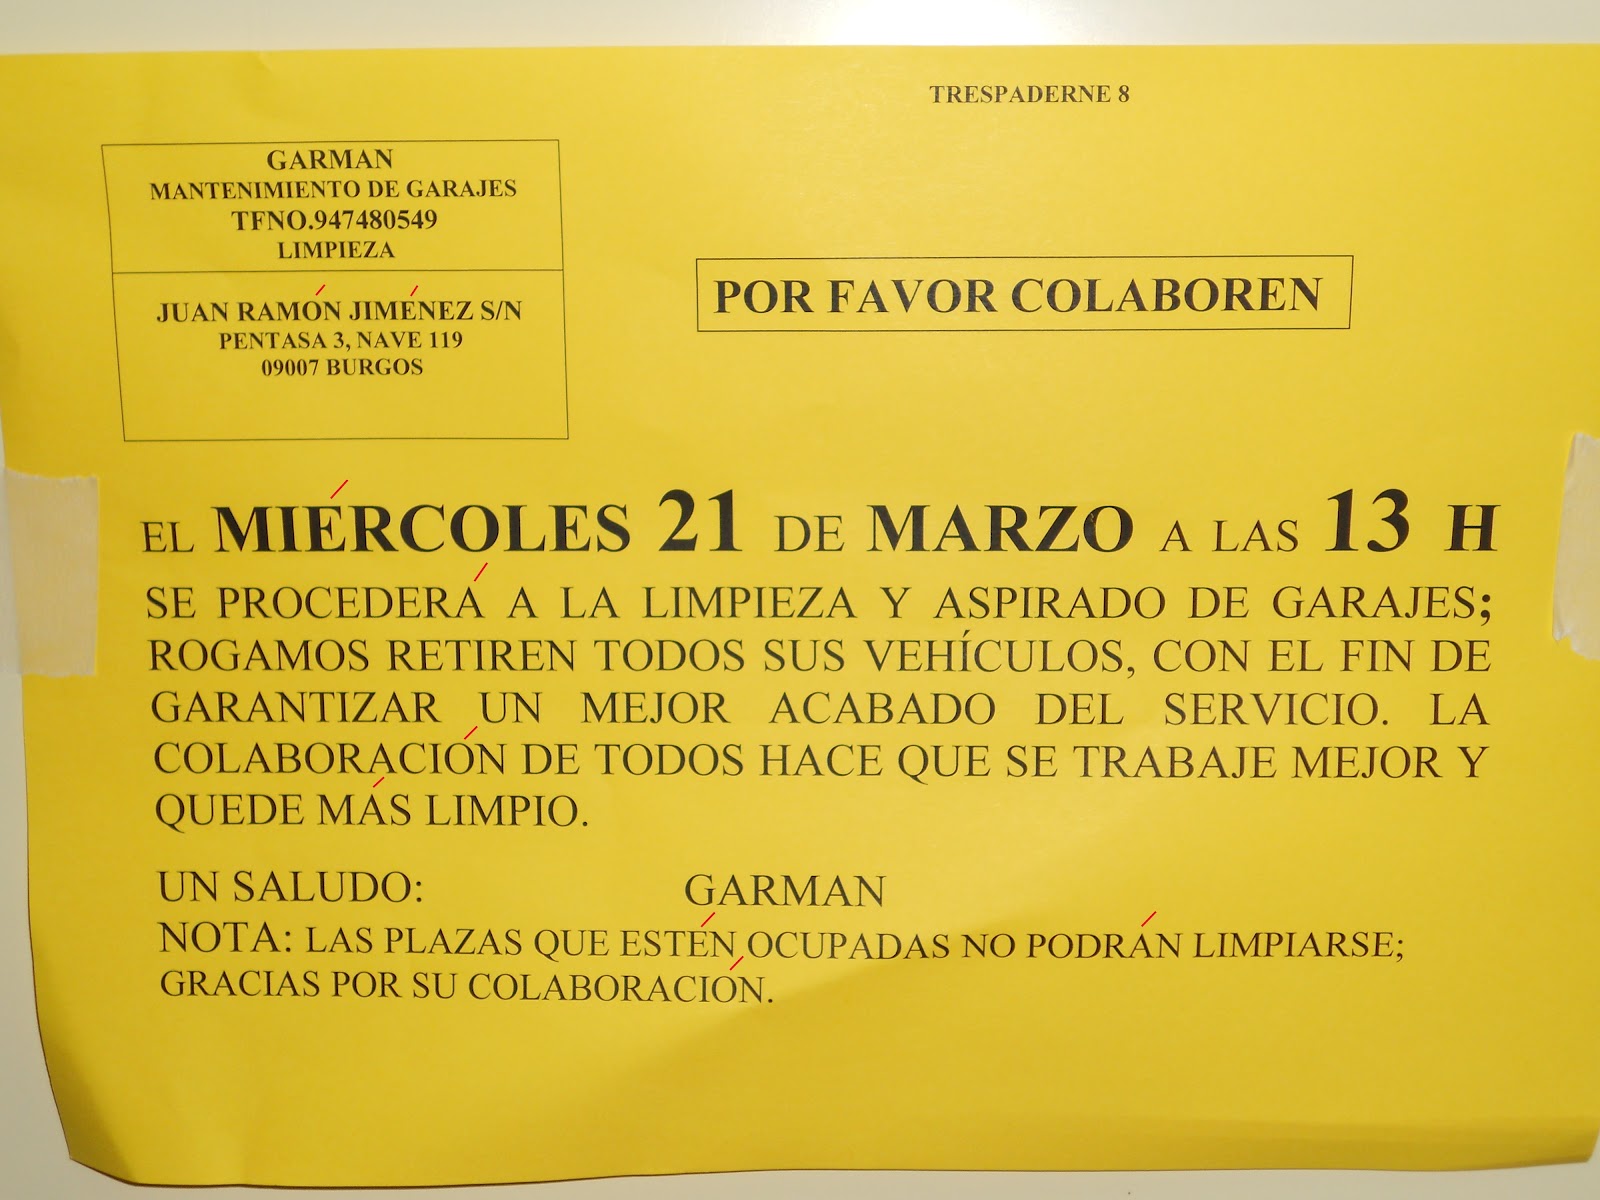 TRESPADERNE 8
GARMAN
MANTENIMIENTO DE GARAJES
TFNO.947480549
LIMPIEZA
JUAN RAMÓN JIMÉNEZ S/N
PENTASA 3, NAVE 119
09007 BURGOS
POR FAVOR COLABOREN
EL MIÉRCOLES 21 DE MARZO A LAS 13 H
SE PROCEDERÁ A LA LIMPIEZA Y ASPIRADO DE GARAJES;
ROGAMOS RETIREN TODOS SUS VEHÍCULOS, CON EL FIN DE
GARANTIZAR UN MEJOR ACABADO DEL SERVICIO. LA
COLABORACIÓN DE TODOS HACE QUE SE TRABAJE MEJOR Y
QUEDE MÁS LIMPIO.
UN SALUDO: GARMAN
NOTA: LAS PLAZAS QUE ESTÉN OCUPADAS NO PODRÁN LIMPIARSE;
GRACIAS POR SU COLABORACIÓN.